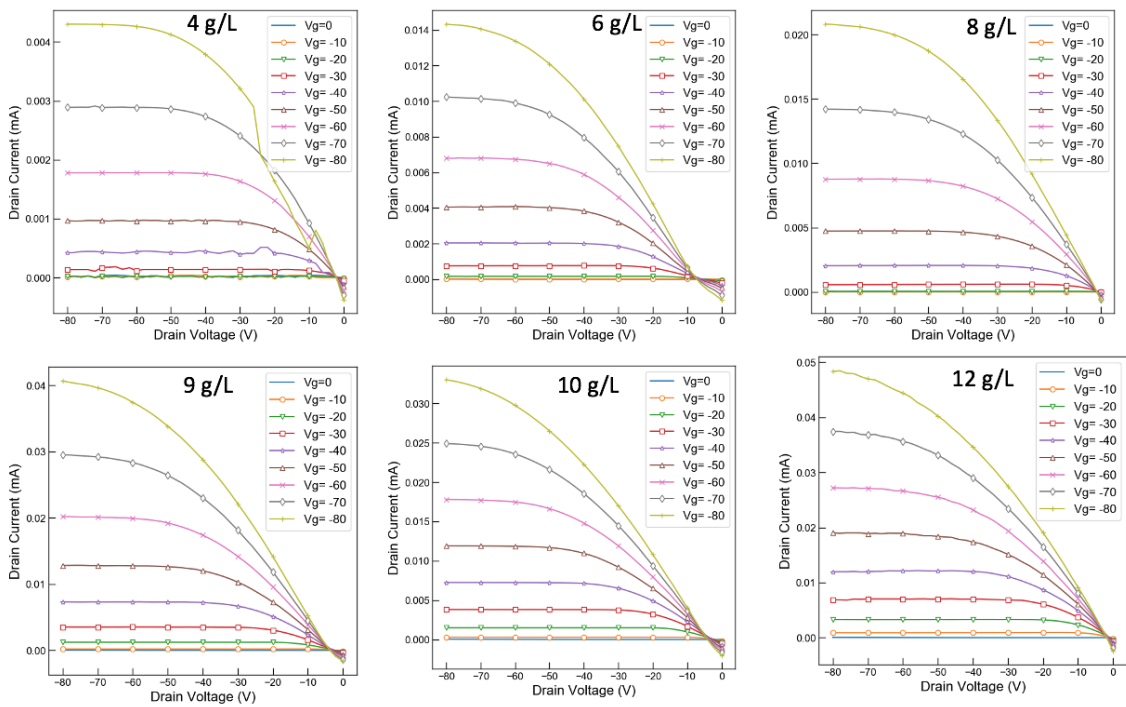 4 g/L
Drain Current (mA)
0.004
0.003
0.002
0.001
0.000
−80 −70 −60 −50 −40 −30 −20 −10 0
Drain Voltage (V)
Vg=0
Vg= -10
Vg= -20
Vg= -30
Vg= -40
Vg= -50
Vg= -60
Vg= -70
Vg= -80
6 g/L
Drain Current (mA)
0.014
0.012
0.010
0.008
0.006
0.004
0.002
0.000
−80 −70 −60 −50 −40 −30 −20 −10 0
Drain Voltage (V)
Vg=0
Vg= -10
Vg= -20
Vg= -30
Vg= -40
Vg= -50
Vg= -60
Vg= -70
Vg= -80
8 g/L
Drain Current (mA)
0.020
0.015
0.010
0.005
0.000
−80 −70 −60 −50 −40 −30 −20 −10 0
Drain Voltage (V)
Vg=0
Vg= -10
Vg= -20
Vg= -30
Vg= -40
Vg= -50
Vg= -60
Vg= -70
Vg= -80
9 g/L
Drain Current (mA)
0.04
0.03
0.02
0.01
0.00
−80 −70 −60 −50 −40 −30 −20 −10 0
Drain Voltage (V)
Vg=0
Vg= -10
Vg= -20
Vg= -30
Vg= -40
Vg= -50
Vg= -60
Vg= -70
Vg= -80
10 g/L
Drain Current (mA)
0.030
0.025
0.020
0.015
0.010
0.005
0.000
−80 −70 −60 −50 −40 −30 −20 −10 0
Drain Voltage (V)
Vg=0
Vg= -10
Vg= -20
Vg= -30
Vg= -40
Vg= -50
Vg= -60
Vg= -70
Vg= -80
12 g/L
Drain Current (mA)
0.05
0.04
0.03
0.02
0.01
0.00
−80 −70 −60 −50 −40 −30 −20 −10 0
Drain Voltage (V)
Vg=0
Vg= -10
Vg= -20
Vg= -30
Vg= -40
Vg= -50
Vg= -60
Vg= -70
Vg= -80